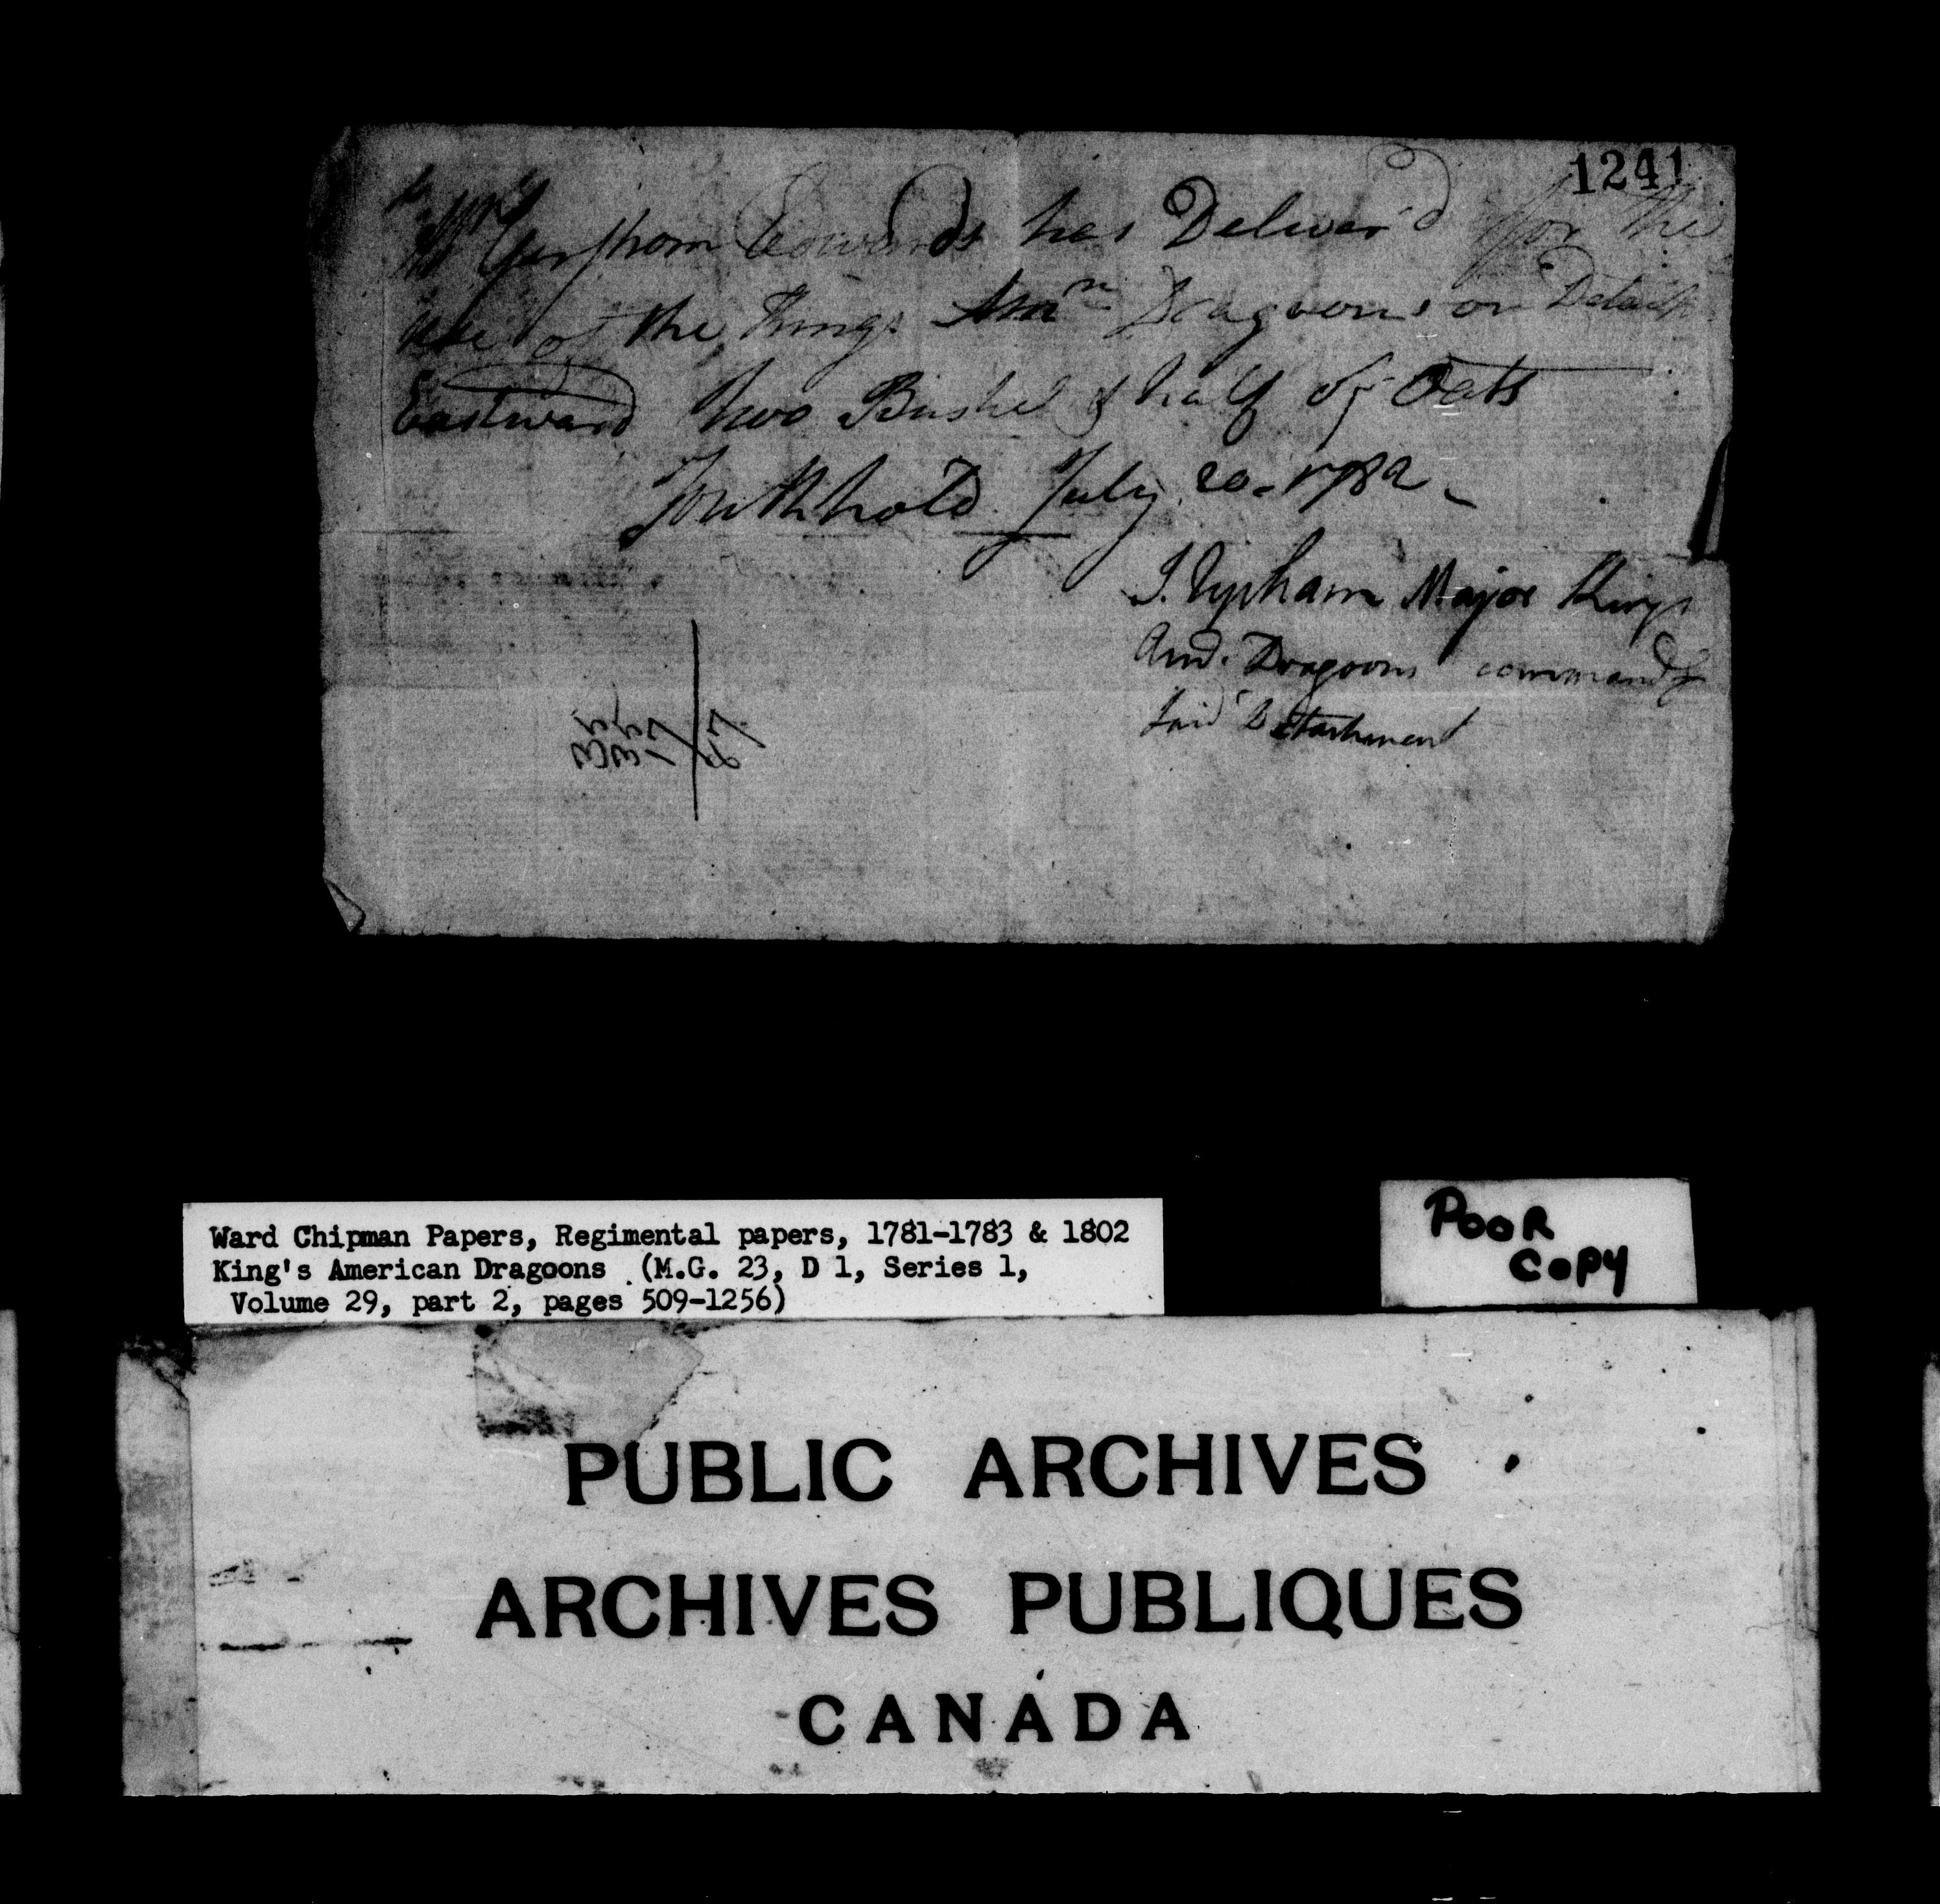 1241
Mr Gershom Edwards has Deliver'd for the
use of the Kings Amn Dragoons on Detach
Eastward two Bushel & half of Oats
Southhold July 20 - 1782
J. Upham Major Kings
Amd. Dragoons commandg
said Detachment
Ward Chipman Papers, Regimental papers, 1781-1783 & 1802
King's American Dragoons (M.G. 23, D 1, Series 1,
Volume 29, part 2, pages 509-1256)
POOR
COPY
PUBLIC ARCHIVES
ARCHIVES PUBLIQUES
CANADA